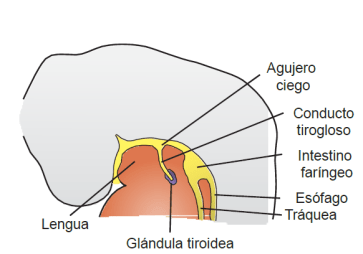 Agujero
ciego
Conducto
tirogloso
Intestino
faríngeo
Esófago
Tráquea
Lengua
Glándula tiroidea